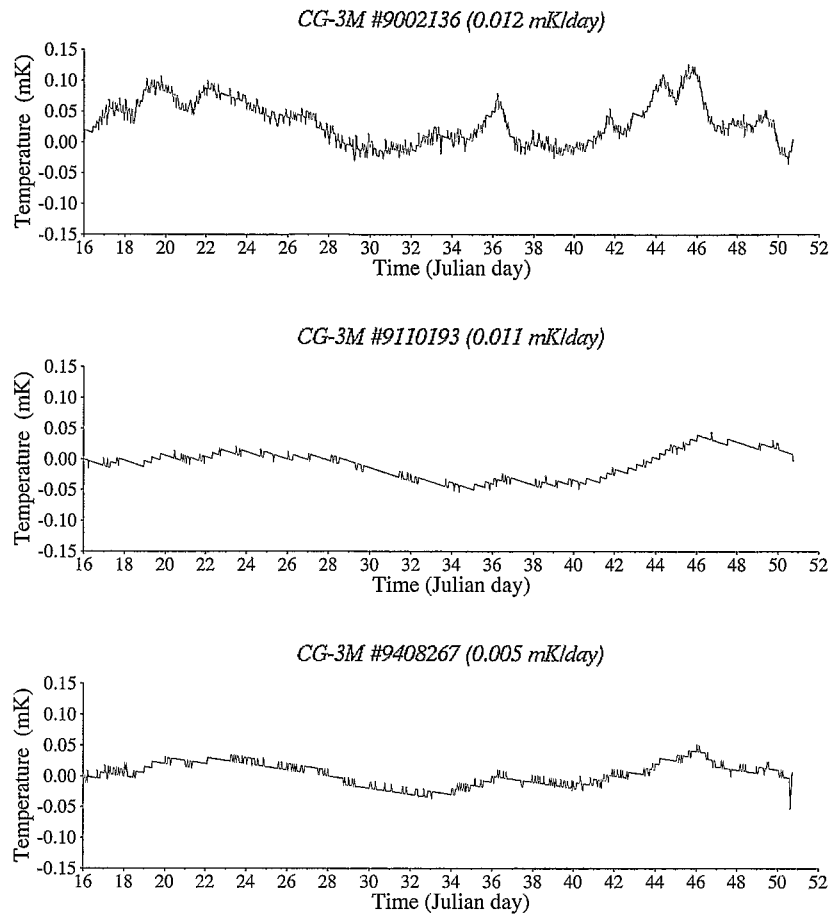 CG-3M #9002136 (0.012 mK/day)
Temperature (mK)
0.15
0.10
0.05
0.00
-0.05
-0.10
-0.15
16 18 20 22 24 26 28 30 32 34 36 38 40 42 44 46 48 50 52
Time (Julian day)
CG-3M #9110193 (0.011 mK/day)
Temperature (mK)
0.15
0.10
0.05
0.00
-0.05
-0.10
-0.15
16 18 20 22 24 26 28 30 32 34 36 38 40 42 44 46 48 50 52
Time (Julian day)
CG-3M #9408267 (0.005 mK/day)
Temperature (mK)
0.15
0.10
0.05
0.00
-0.05
-0.10
-0.15
16 18 20 22 24 26 28 30 32 34 36 38 40 42 44 46 48 50 52
Time (Julian day)